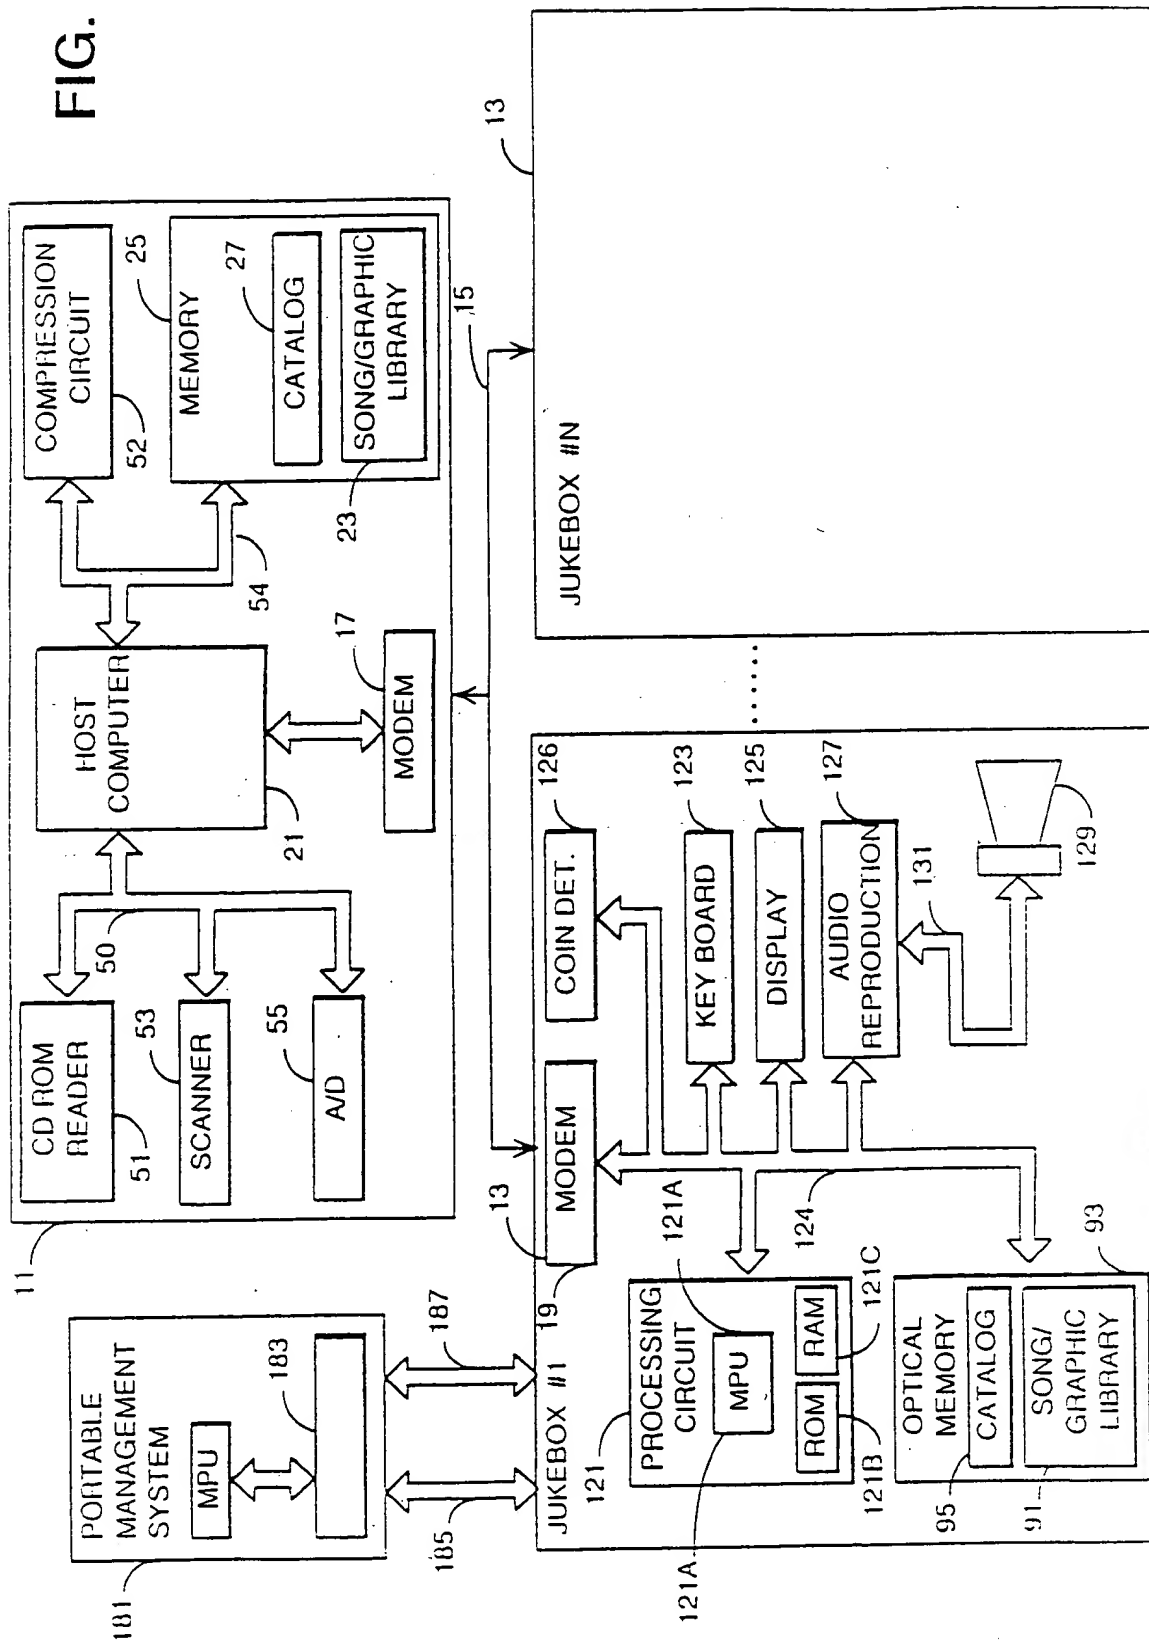 FIG.
11
CD ROM
READER
51
SCANNER
53
A/D
55
50
HOST
COMPUTER
21
MODEM
17
COMPRESSION
CIRCUIT
52
54
MEMORY
25
CATALOG
27
SONG/GRAPHIC
LIBRARY
23
15
PORTABLE
MANAGEMENT
SYSTEM
MPU
183
181
185
187
JUKEBOX #1
13
MODEM
19
COIN DET.
126
KEY BOARD
123
DISPLAY
125
AUDIO
REPRODUCTION
127
131
129
PROCESSING
CIRCUIT
121
MPU
121A
121A
ROM
121B
RAM
121C
124
OPTICAL
MEMORY
93
CATALOG
95
SONG/
GRAPHIC
LIBRARY
91
......
JUKEBOX #N
13